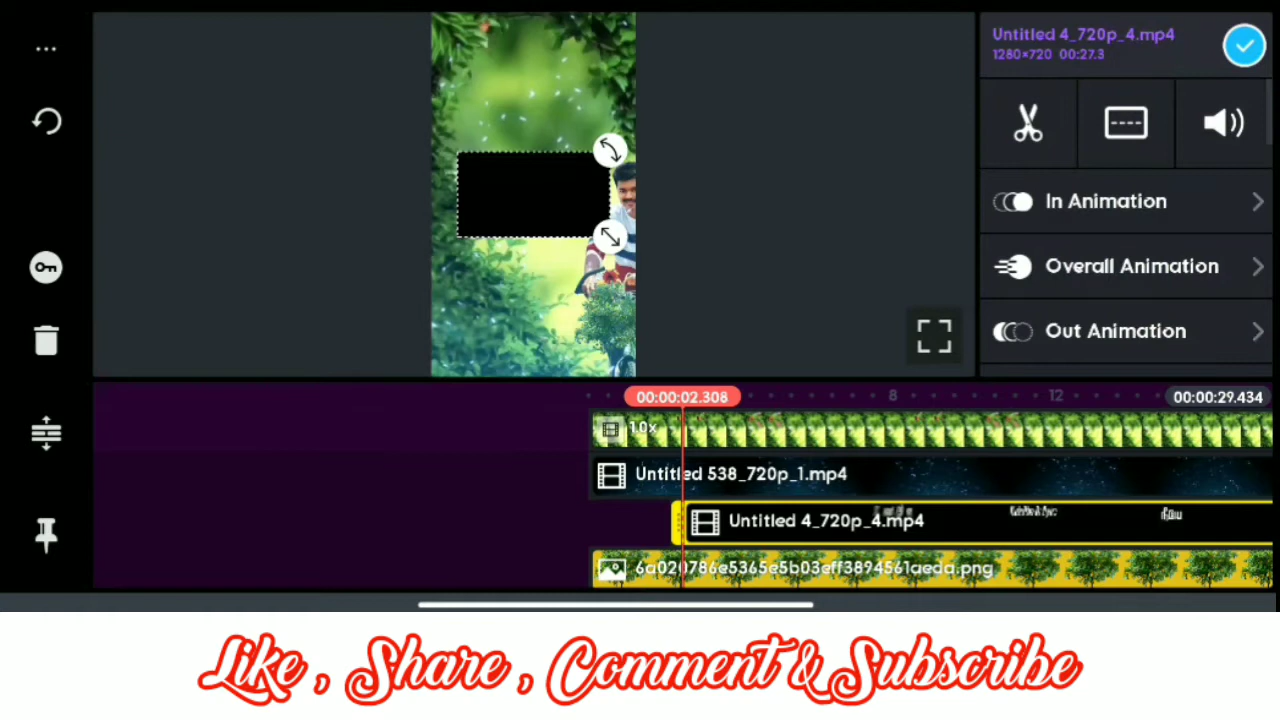 Untitled 4_720p_4.mp4
1280×720 00:27.3
In Animation
Overall Animation
Out Animation
00:00:02.308
8
12
00:00:29.434
1.0x
Untitled 538_720p_1.mp4
Untitled 4_720p_4.mp4
6a020786e5365e5b03eff3894561aeda.png
Like , Share , Comment & Subscribe